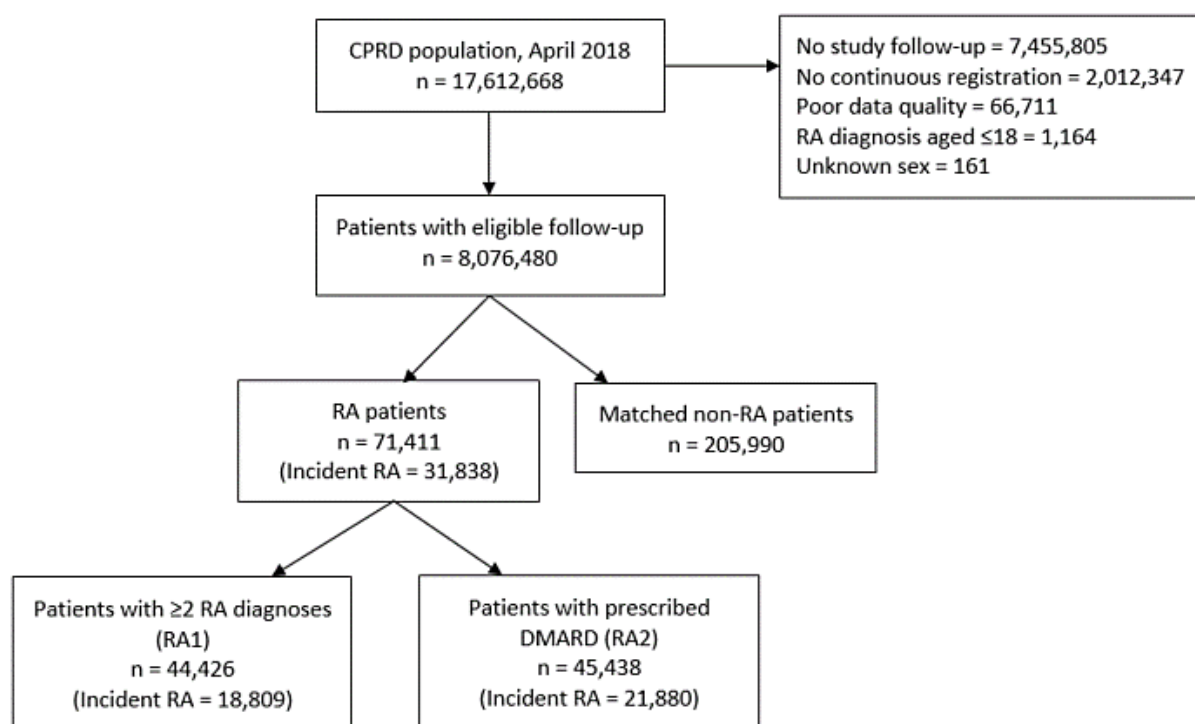 CPRD population, April 2018
n = 17,612,668
No study follow-up = 7,455,805
No continuous registration = 2,012,347
Poor data quality = 66,711
RA diagnosis aged ≤18 = 1,164
Unknown sex = 161
Patients with eligible follow-up
n = 8,076,480
RA patients
n = 71,411
(Incident RA = 31,838)
Matched non-RA patients
n = 205,990
Patients with ≥2 RA diagnoses
(RA1)
n = 44,426
(Incident RA = 18,809)
Patients with prescribed
DMARD (RA2)
n = 45,438
(Incident RA = 21,880)